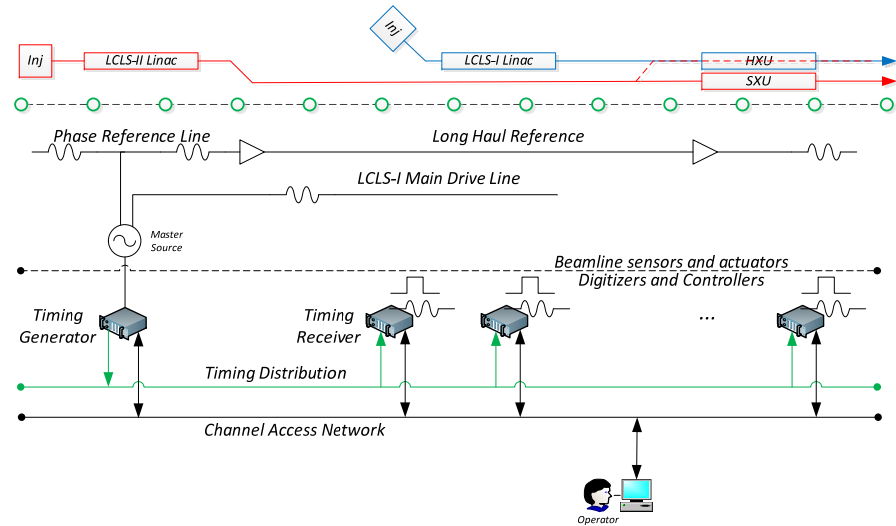 Inj
Inj
LCLS-II Linac
LCLS-I Linac
HXU
SXU
Phase Reference Line
Long Haul Reference
LCLS-I Main Drive Line
Master
Source
Beamline sensors and actuators
Digitizers and Controllers
Timing
Generator
Timing
Receiver
...
Timing Distribution
Channel Access Network
Operator